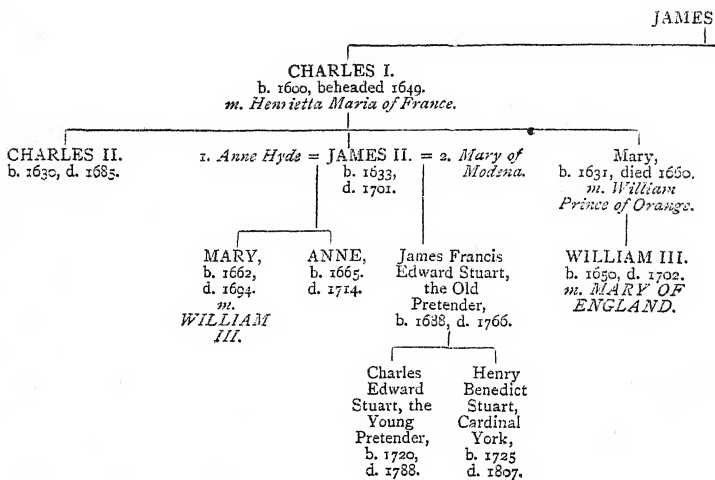 JAMES
CHARLES I.
b. 1600, beheaded 1649.
m. Henrietta Maria of France.
CHARLES II.
b. 1630, d. 1685.
1. Anne Hyde = JAMES II. = 2. Mary of
Modena.
b. 1633,
d. 1701.
Mary,
b. 1631, died 1660.
m. William
Prince of Orange.
MARY,
b. 1662,
d. 1694.
m.
WILLIAM
III.
ANNE,
b. 1665.
d. 1714.
James Francis
Edward Stuart,
the Old
Pretender,
b. 1688, d. 1766.
WILLIAM III.
b. 1650, d. 1702.
m. MARY OF
ENGLAND.
Charles
Edward
Stuart, the
Young
Pretender,
b. 1720,
d. 1788.
Henry
Benedict
Stuart,
Cardinal
York,
b. 1725
d. 1807.